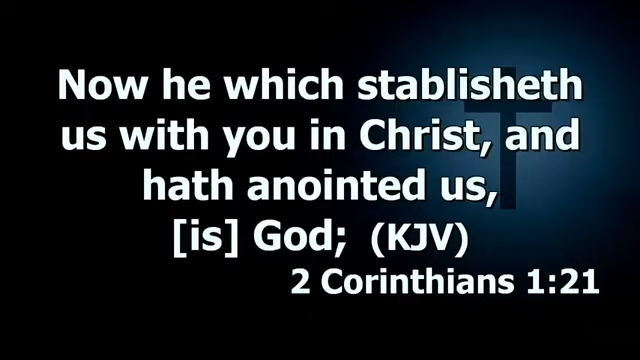 Now he which stablisheth
us with you in Christ, and
hath anointed us,
[is] God; (KJV)
2 Corinthians 1:21